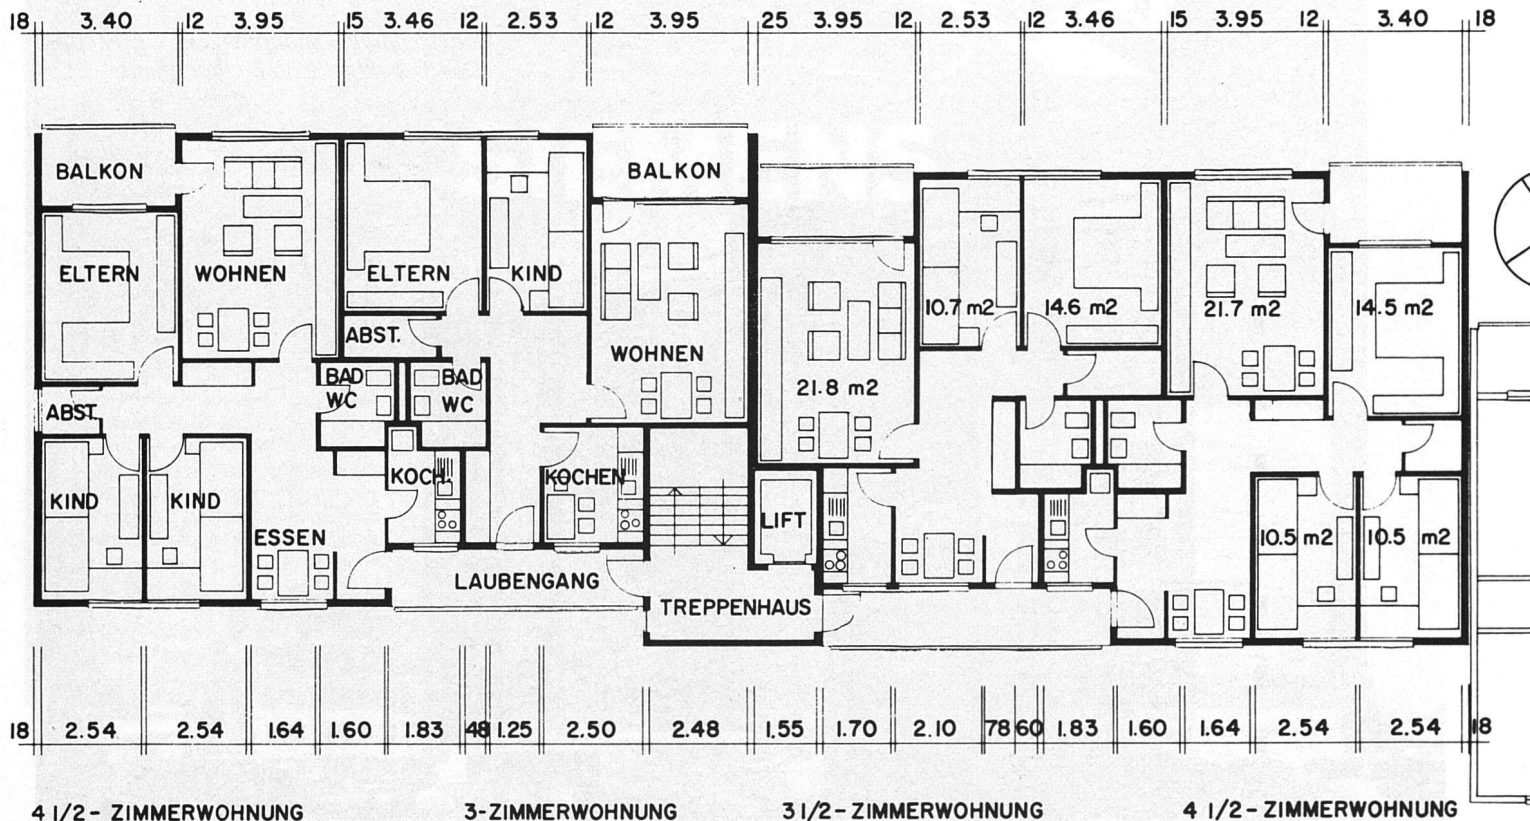 18 3.40 12 3.95 15 3.46 12 2.53 12 3.95 25 3.95 12 2.53 12 3.46 15 3.95 12 3.40 18
BALKON
BALKON
ELTERN
WOHNEN
ELTERN
KIND
10.7 m2
14.6 m2
21.7 m2
14.5 m2
ABST.
WOHNEN
BAD
WC
BAD
WC
21.8 m2
ABST.
KOCH.
KOCHEN
KIND
KIND
LIFT
ESSEN
10.5 m2
10.5 m2
LAUBENGANG
TREPPENHAUS
18 2.54 2.54 1.64 1.60 1.83 48 1.25 2.50 2.48 1.55 1.70 2.10 78 60 1.83 1.60 1.64 2.54 2.54 18
4 1/2 - ZIMMERWOHNUNG
3-ZIMMERWOHNUNG
3 1/2 - ZIMMERWOHNUNG
4 1/2 - ZIMMERWOHNUNG